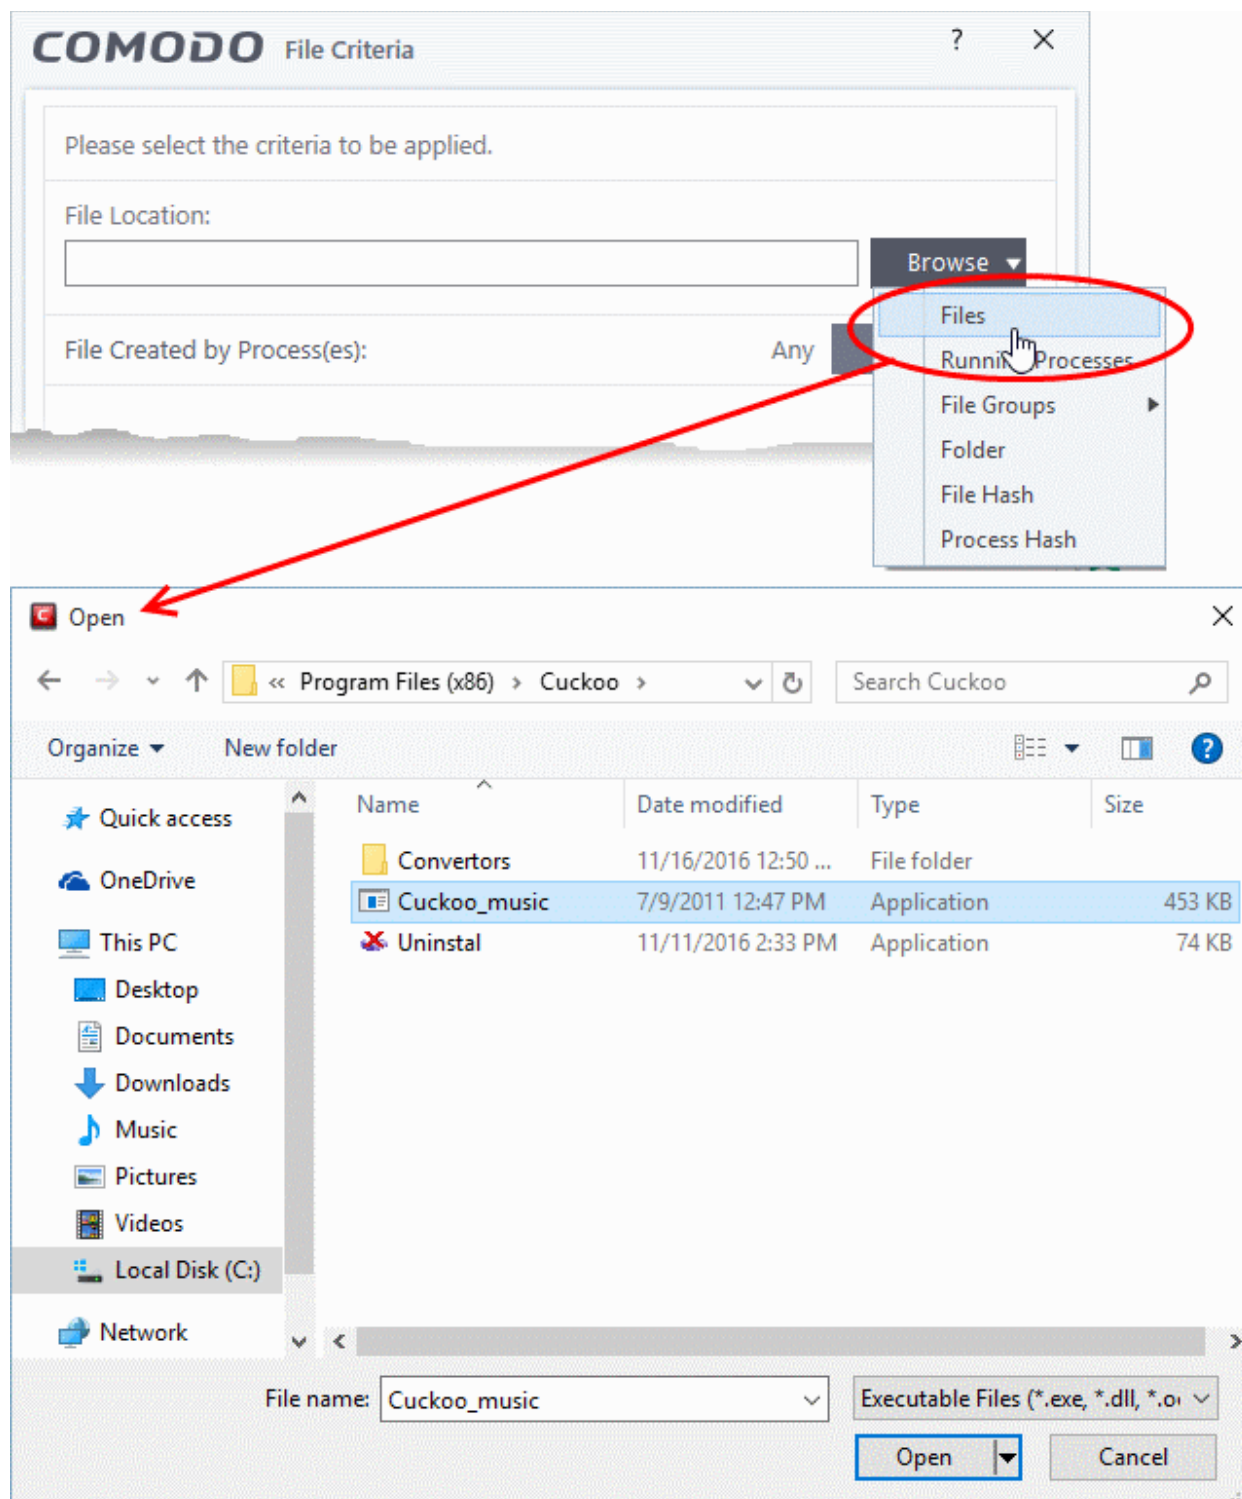 COMODO File Criteria ?
Please select the criteria to be applied.
File Location:
Browse
Files
File Created by Process(es): Any
Processes
File Groups
Folder
File Hash
Process Hash
Open
« Program Files (x86) > Cuckoo >
Search Cuckoo
Organize New folder ?
Name Date modified Type Size
Quick access
Convertors 11/16/2016 12:50 ... File folder
OneDrive
Cuckoo_music 7/9/2011 12:47 PM Application 453 KB
This PC
Uninstal 11/11/2016 2:33 PM Application 74 KB
Desktop
Documents
Downloads
Music
Pictures
Videos
Local Disk (C:)
Network
File name: Cuckoo_music Executable Files (*.exe, *.dll,
Open Cancel